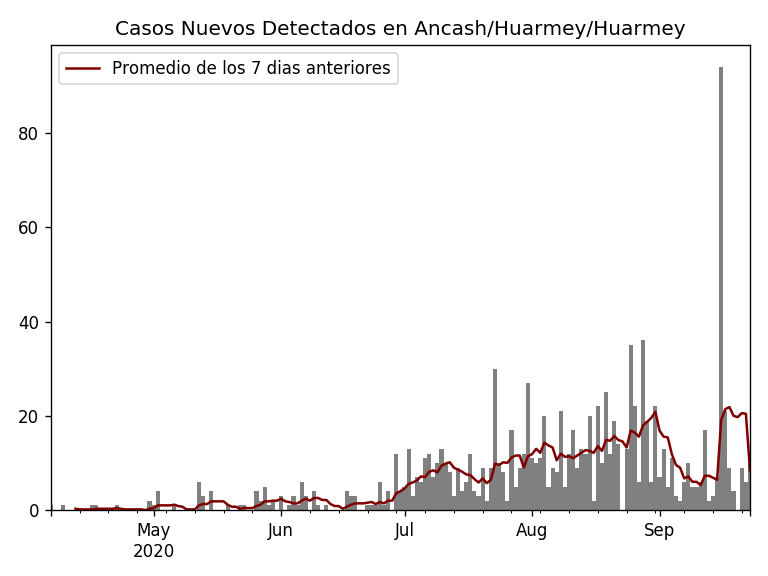 Casos Nuevos Detectados en Ancash/Huarmey/Huarmey
Promedio de los 7 dias anteriores
80
60
40
20
0
May
2020
Jun
Jul
Aug
Sep